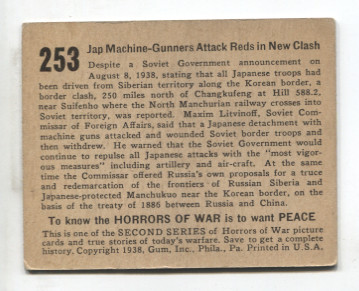 253 Jap Machine-Gunners Attack Reds in New Clash
Despite a Soviet Government announcement on
August 8, 1938, stating that all Japanese troops had
been driven from Siberian territory along the Korean border, a
border clash, 250 miles north of Changkufeng at Hill 588.2,
near Suifenho where the North Manchurian railway crosses into
Soviet territory, was reported. Maxim Litvinoff, Soviet Com-
missar of Foreign Affairs, said that a Japanese detachment with
machine guns attacked and wounded Soviet border troops and
then withdrew. He warned that the Soviet Government would
continue to repulse all Japanese attacks with the "most vigor-
ous measures" including artillery and air-craft. At the same
time the Commissar offered Russia's own proposals for a truce
and redemarcation of the frontiers of Russian Siberia and
Japanese-protected Manchukuo near the Korean border, on the
basis of the treaty of 1886 between Russia and China.
To know the HORRORS OF WAR is to want PEACE
This is one of the SECOND SERIES of Horrors of War picture
cards and true stories of today's warfare. Save to get a complete
history. Copyright 1938, Gum, Inc., Phila., Pa. Printed in U.S.A.